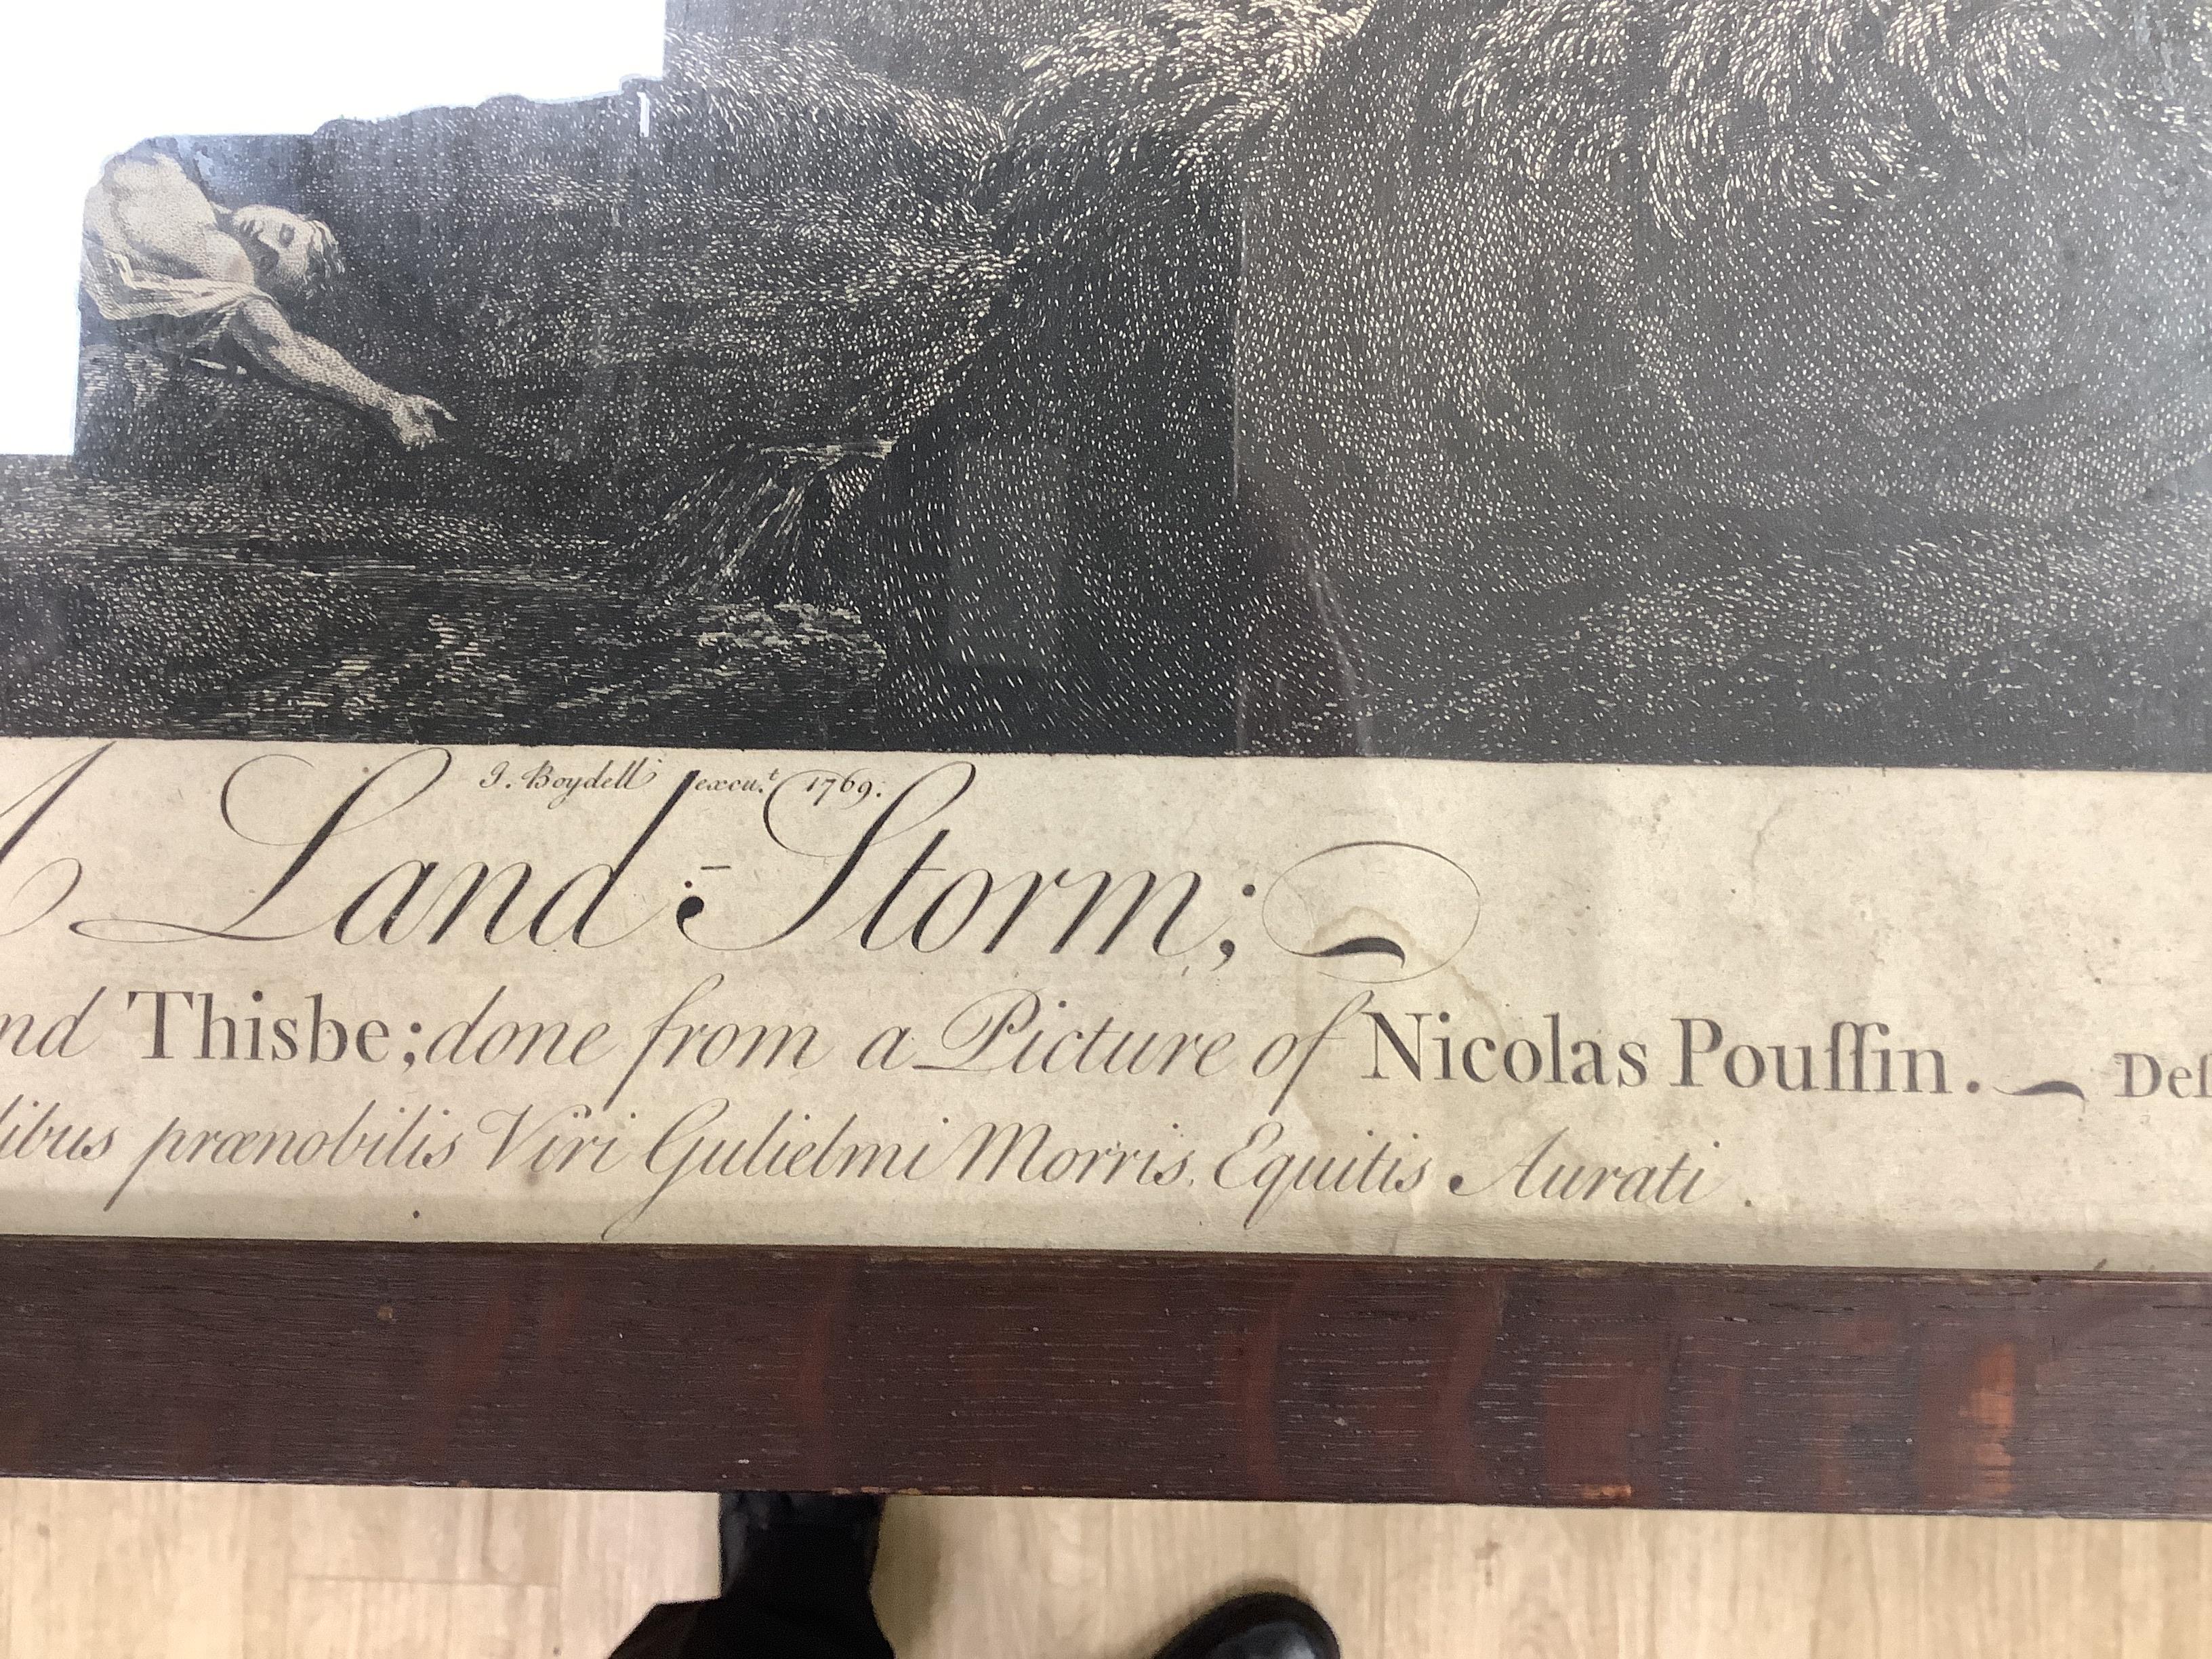 J. Boydell excu.t 1769.
A Land-Storm;
nd Thisbe; done from a Picture of Nicolas Pouſſin. Deſ
libus prænobilis Viri Gulielmi Morris, Equitis Aurati.